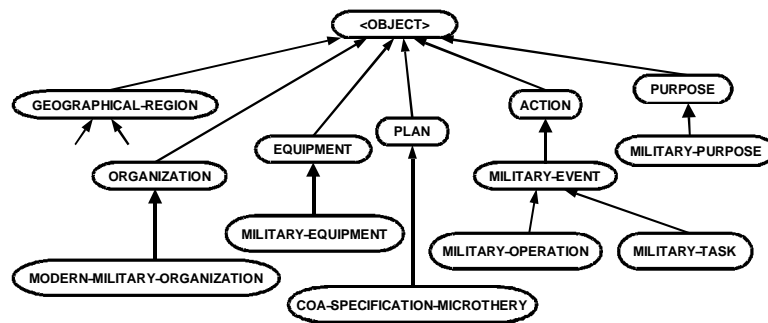 <OBJECT>
GEOGRAPHICAL-REGION
ACTION
PURPOSE
PLAN
EQUIPMENT
MILITARY-PURPOSE
ORGANIZATION
MILITARY-EVENT
MILITARY-EQUIPMENT
MILITARY-OPERATION
MILITARY-TASK
MODERN-MILITARY-ORGANIZATION
COA-SPECIFICATION-MICROTHERY